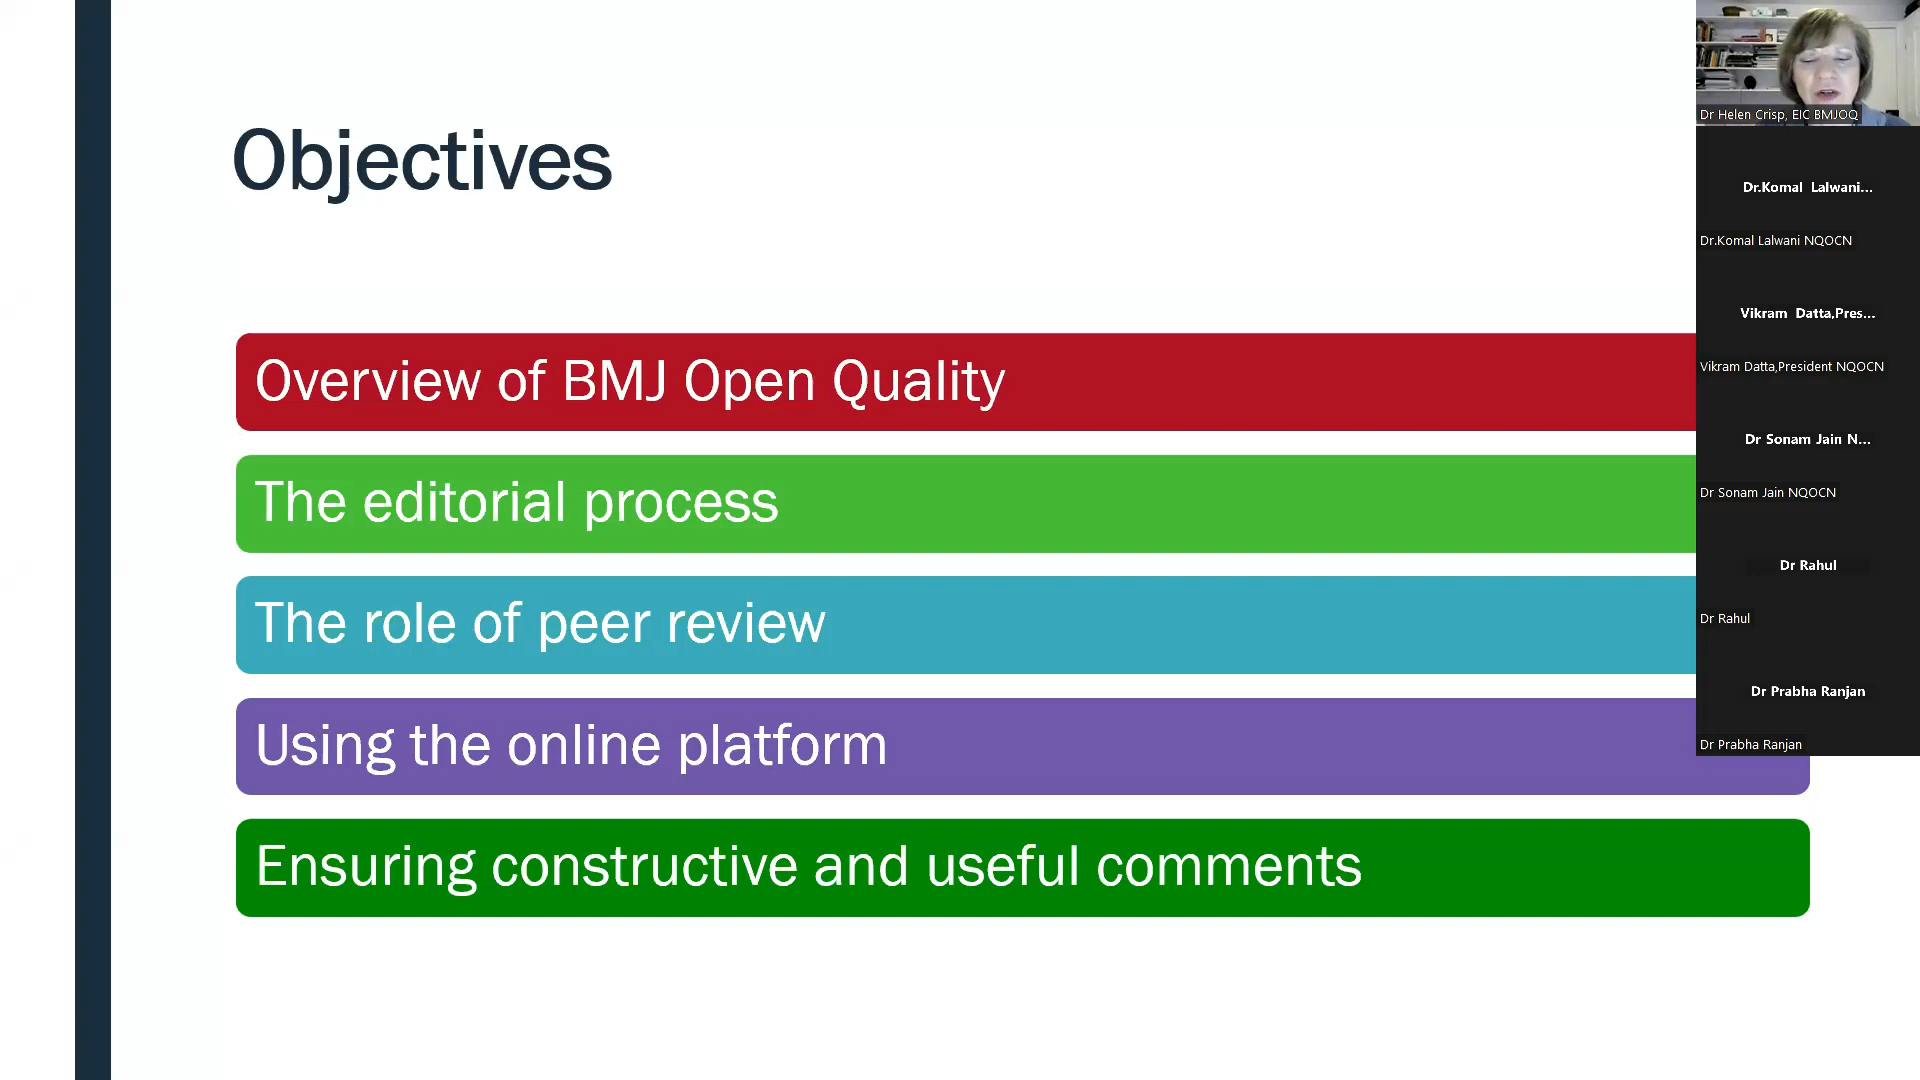 Objectives
Overview of BMJ Open Quality
The editorial process
The role of peer review
Using the online platform
Ensuring constructive and useful comments
Dr Helen Crisp, EIC BMJOQ
Dr.Komal Lalwani...
Dr.Komal Lalwani NQOCN
Vikram Datta,Pres...
Vikram Datta,President NQOCN
Dr Sonam Jain N...
Dr Sonam Jain NQOCN
Dr Rahul
Dr Rahul
Dr Prabha Ranjan
Dr Prabha Ranjan